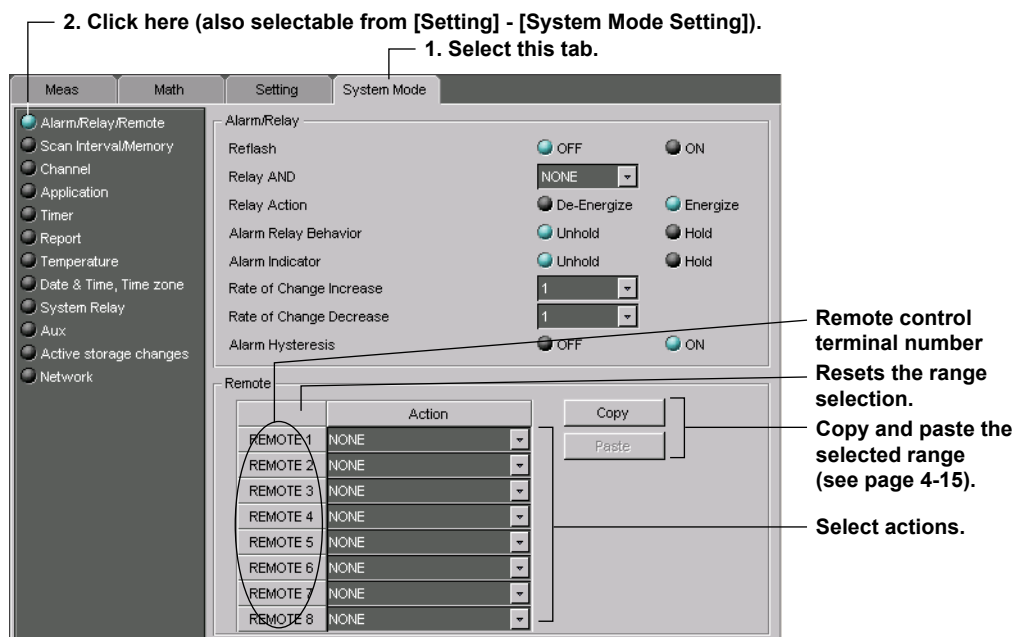 2. Click here (also selectable from [Setting] - [System Mode Setting]).
1. Select this tab.
Meas Math Setting System Mode
Alarm/Relay/Remote
Scan Interval/Memory
Channel
Application
Timer
Report
Temperature
Date & Time, Time zone
System Relay
Aux
Active storage changes
Network
Alarm/Relay
Reflash OFF ON
Relay AND NONE
Relay Action De-Energize Energize
Alarm Relay Behavior Unhold Hold
Alarm Indicator Unhold Hold
Rate of Change Increase 1
Rate of Change Decrease 1
Alarm Hysteresis OFF ON
Remote
Action
REMOTE 1 NONE
REMOTE 2 NONE
REMOTE 3 NONE
REMOTE 4 NONE
REMOTE 5 NONE
REMOTE 6 NONE
REMOTE 7 NONE
REMOTE 8 NONE
Copy
Paste
Remote control
terminal number
Resets the range
selection.
Copy and paste the
selected range
(see page 4-15).
Select actions.